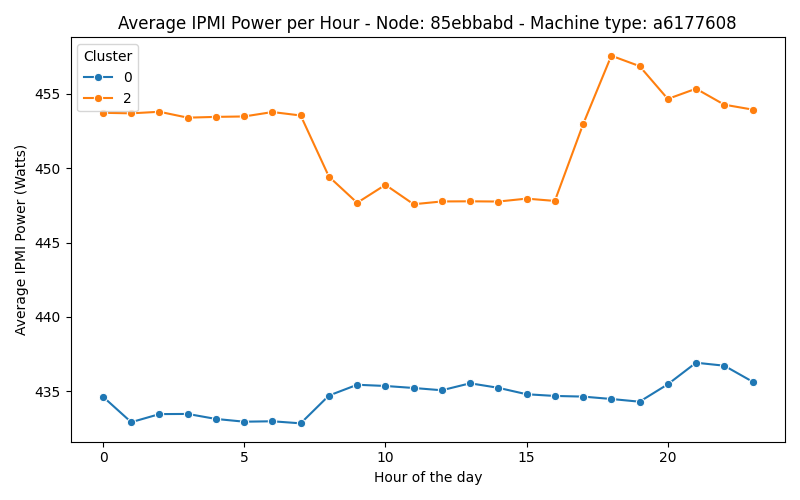 Average IPMI Power per Hour - Node: 85ebbabd - Machine type: a6177608
Cluster
0
2
Average IPMI Power (Watts)
455
450
445
440
435
0 5 10 15 20
Hour of the day